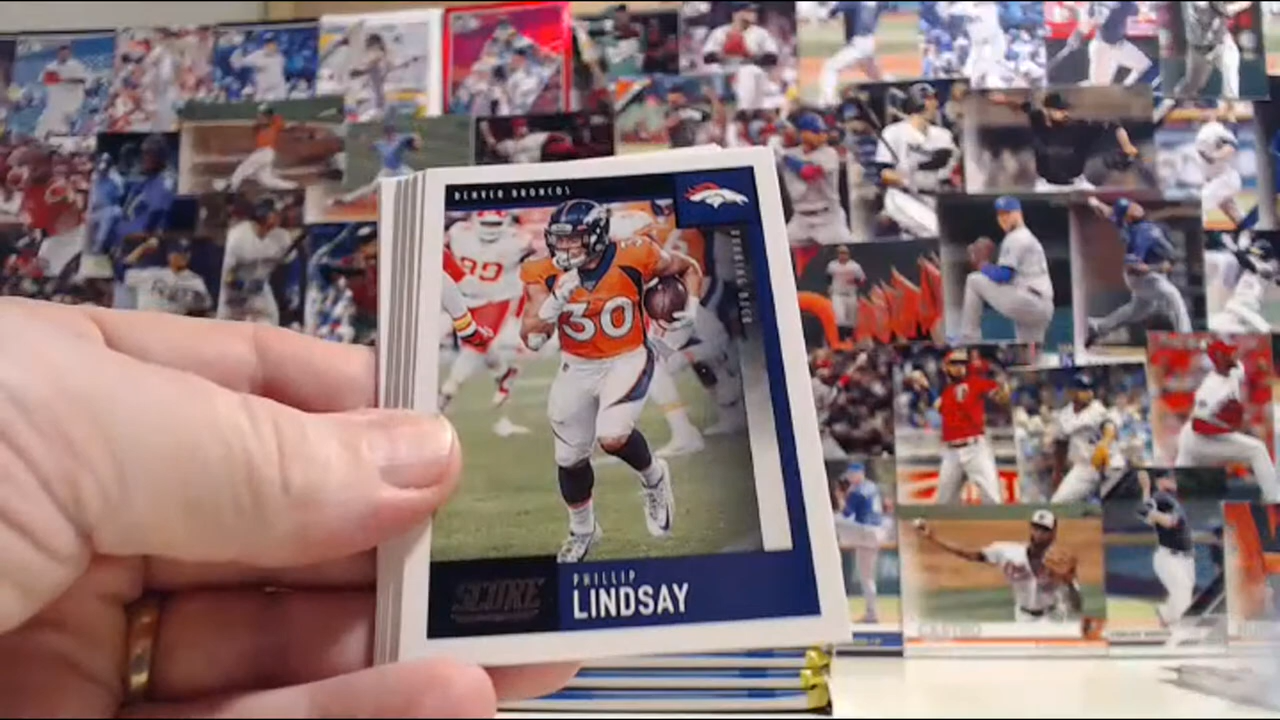 DENVER BRONCOS
RUNNING BACK
30
SCORE
PHILLIP
LINDSAY